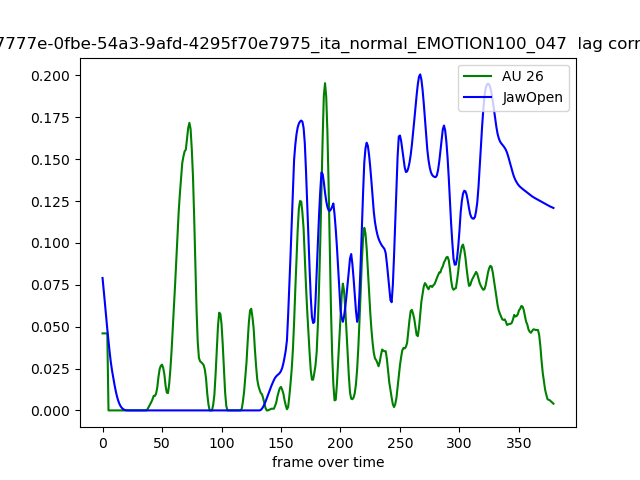 7777e-0fbe-54a3-9afd-4295f70e7975_ita_normal_EMOTION100_047 lag corr
AU 26
JawOpen
0.200
0.175
0.150
0.125
0.100
0.075
0.050
0.025
0.000
0 50 100 150 200 250 300 350
frame over time